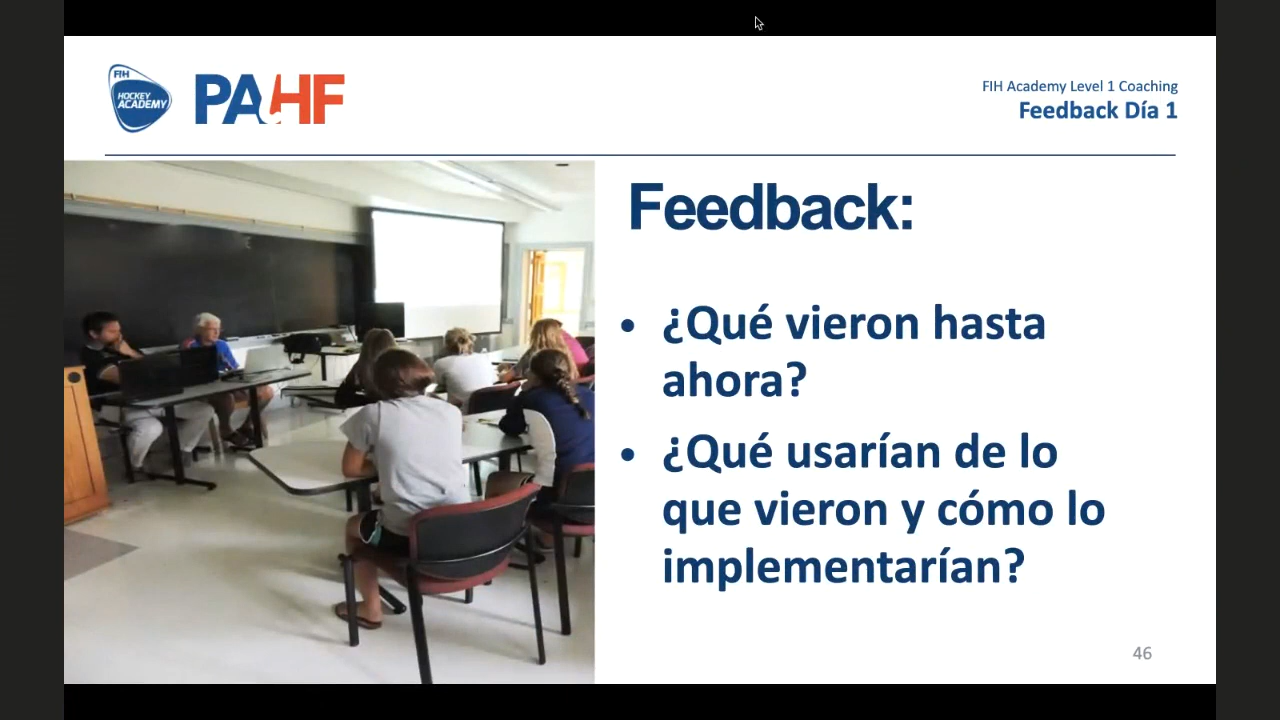 FIH
HOCKEY
ACADEMY
PAHF
FIH Academy Level 1 Coaching
Feedback Día 1
Feedback:
• ¿Qué vieron hasta
ahora?
• ¿Qué usarían de lo
que vieron y cómo lo
implementarían?
46